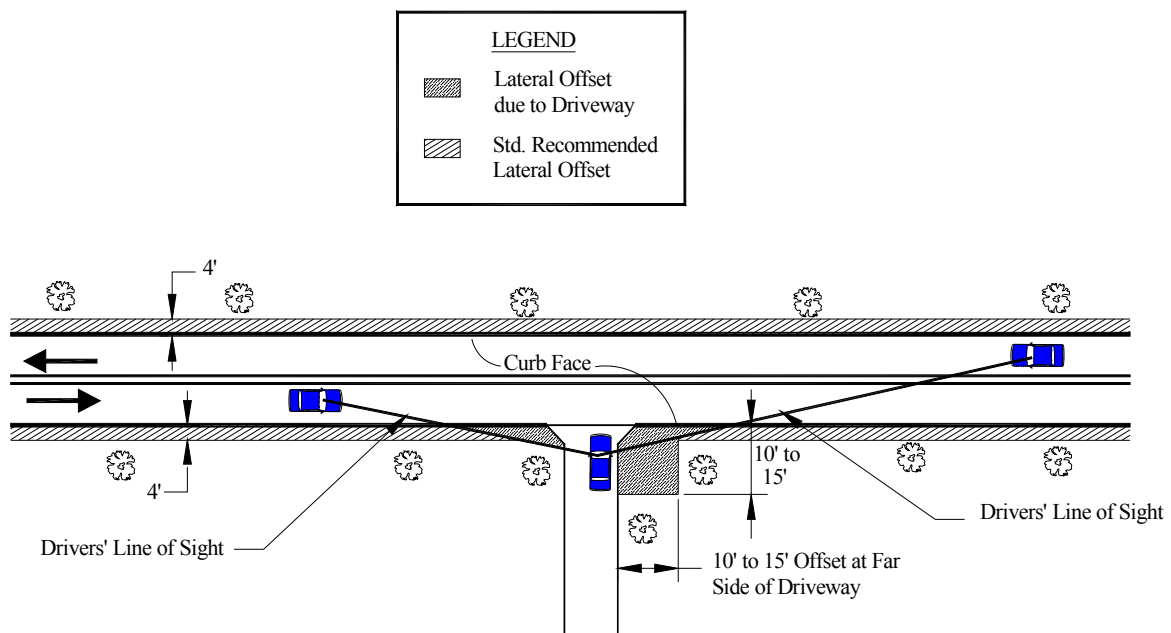 LEGEND
Lateral Offset
due to Driveway
Std. Recommended
Lateral Offset
4'
Curb Face
10' to
15'
4'
Drivers' Line of Sight
Drivers' Line of Sight
10' to 15' Offset at Far
Side of Driveway